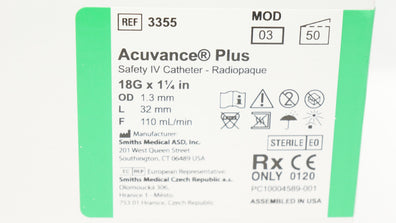 REF 3355
MOD
03 50
Acuvance® Plus
Safety IV Catheter - Radiopaque
18G x 1¼ in
OD 1.3 mm
L 32 mm
F 110 mL/min
Manufacturer:
Smiths Medical ASD, Inc.
201 West Queen Street
Southington, CT 06489 USA
EC REP European Representative:
Smiths Medical Czech Republic a.s.
Olomoucká 306,
Hranice 1 - Město,
753 01 Hranice, Czech Republic
STERILE EO
Rx CE
ONLY 0120
PC10004589-001
ASSEMBLED IN USA